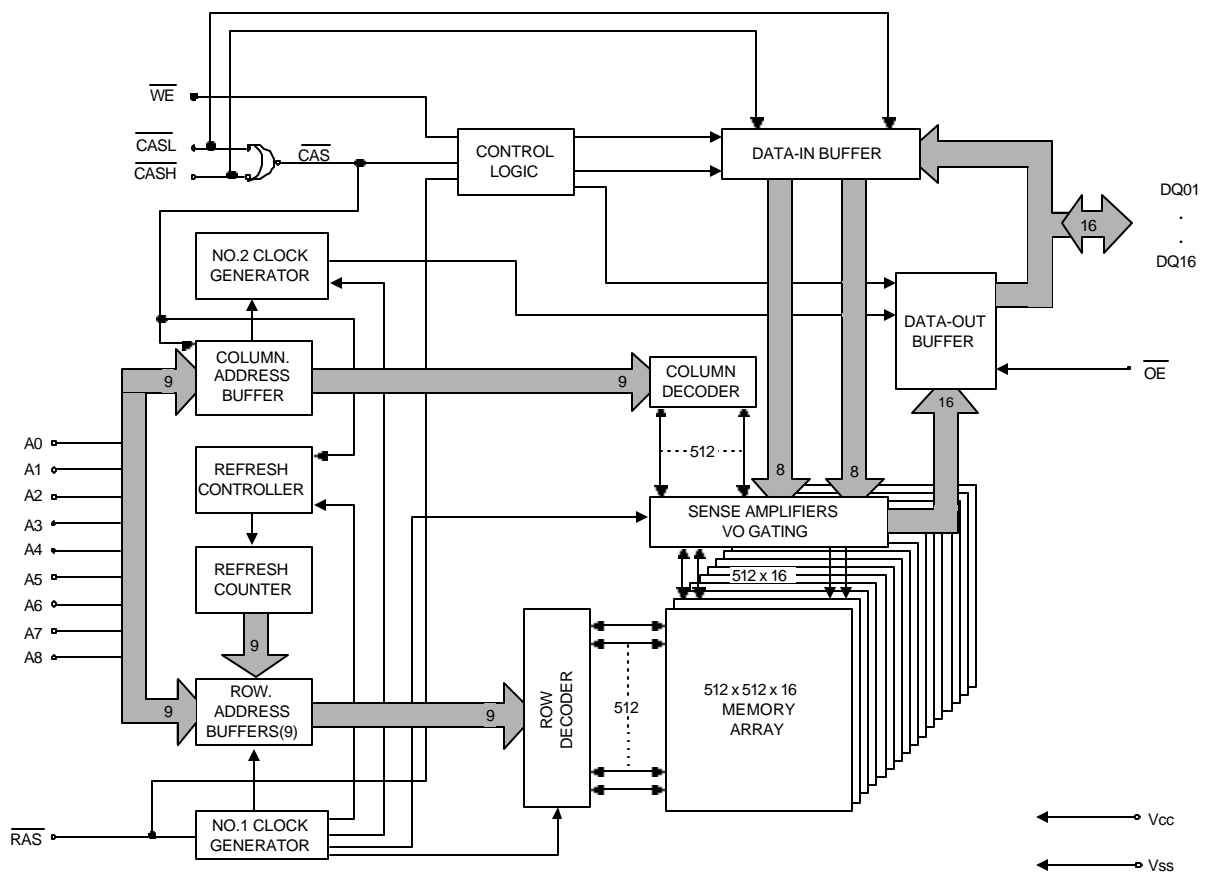 WE
CASL
CASH
CAS
CONTROL
LOGIC
DATA-IN BUFFER
DQ01
.
.
DQ16
16
NO.2 CLOCK
GENERATOR
DATA-OUT
BUFFER
OE
COLUMN.
ADDRESS
BUFFER
9
9
COLUMN
DECODER
16
A0
A1
A2
A3
A4
A5
A6
A7
A8
REFRESH
CONTROLLER
512
8
8
SENSE AMPLIFIERS
I/O GATING
REFRESH
COUNTER
512 x 16
9
9
ROW.
ADDRESS
BUFFERS(9)
9
ROW
DECODER
512
512 x 512 x 16
MEMORY
ARRAY
RAS
NO.1 CLOCK
GENERATOR
Vcc
Vss